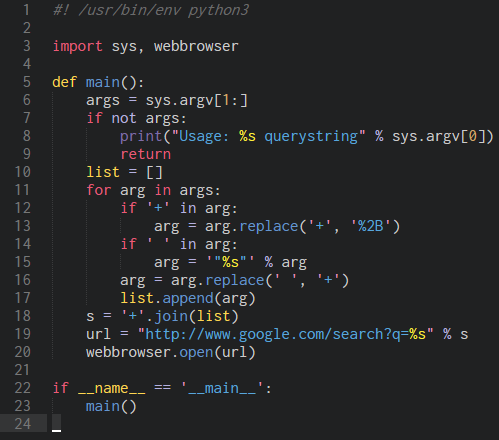 1 #! /usr/bin/env python3
2
3 import sys, webbrowser
4
5 def main():
6     args = sys.argv[1:]
7     if not args:
8         print("Usage: %s querystring" % sys.argv[0])
9         return
10     list = []
11     for arg in args:
12         if '+' in arg:
13             arg = arg.replace('+', '%2B')
14         if ' ' in arg:
15             arg = '"%s"' % arg
16         arg = arg.replace(' ', '+')
17         list.append(arg)
18     s = '+'.join(list)
19     url = "http://www.google.com/search?q=%s" % s
20     webbrowser.open(url)
21
22 if __name__ == '__main__':
23     main()
24